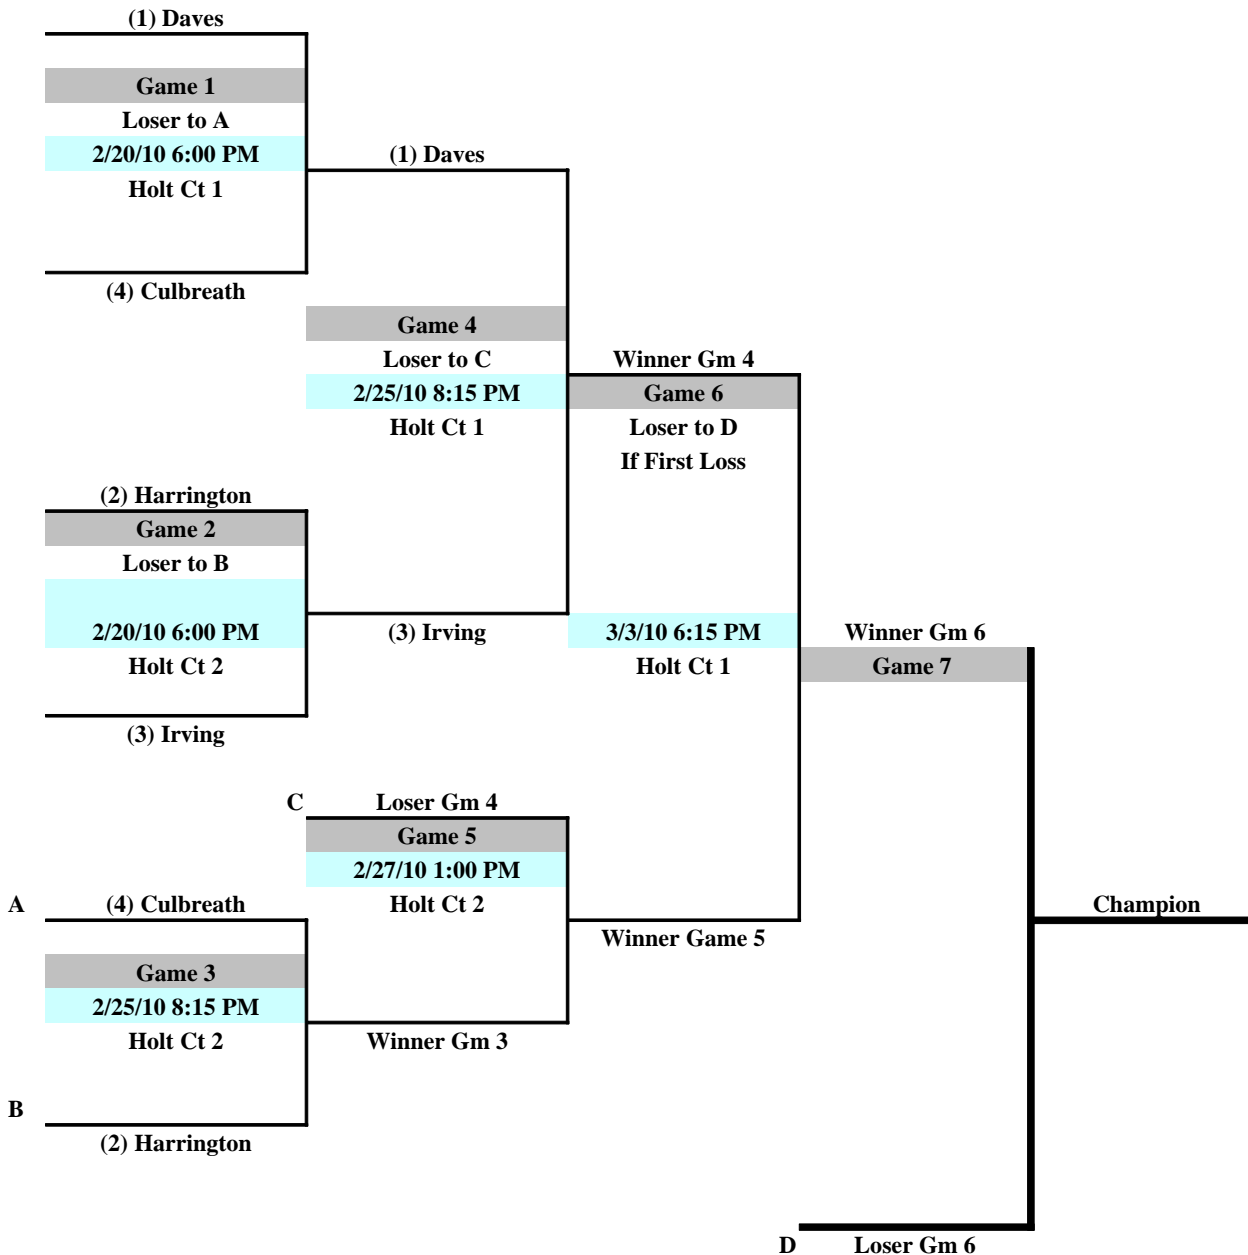 (1) Daves
Game 1
Loser to A
2/20/10 6:00 PM
Holt Ct 1
(4) Culbreath
(1) Daves
Game 4
Loser to C
2/25/10 8:15 PM
Holt Ct 1
Winner Gm 4
Game 6
Loser to D
If First Loss
(2) Harrington
Game 2
Loser to B
2/20/10 6:00 PM
Holt Ct 2
(3) Irving
(3) Irving
3/3/10 6:15 PM
Holt Ct 1
Winner Gm 6
Game 7
C
Loser Gm 4
Game 5
2/27/10 1:00 PM
Holt Ct 2
A
(4) Culbreath
Game 3
2/25/10 8:15 PM
Holt Ct 2
Winner Game 5
Champion
Winner Gm 3
B
(2) Harrington
D
Loser Gm 6